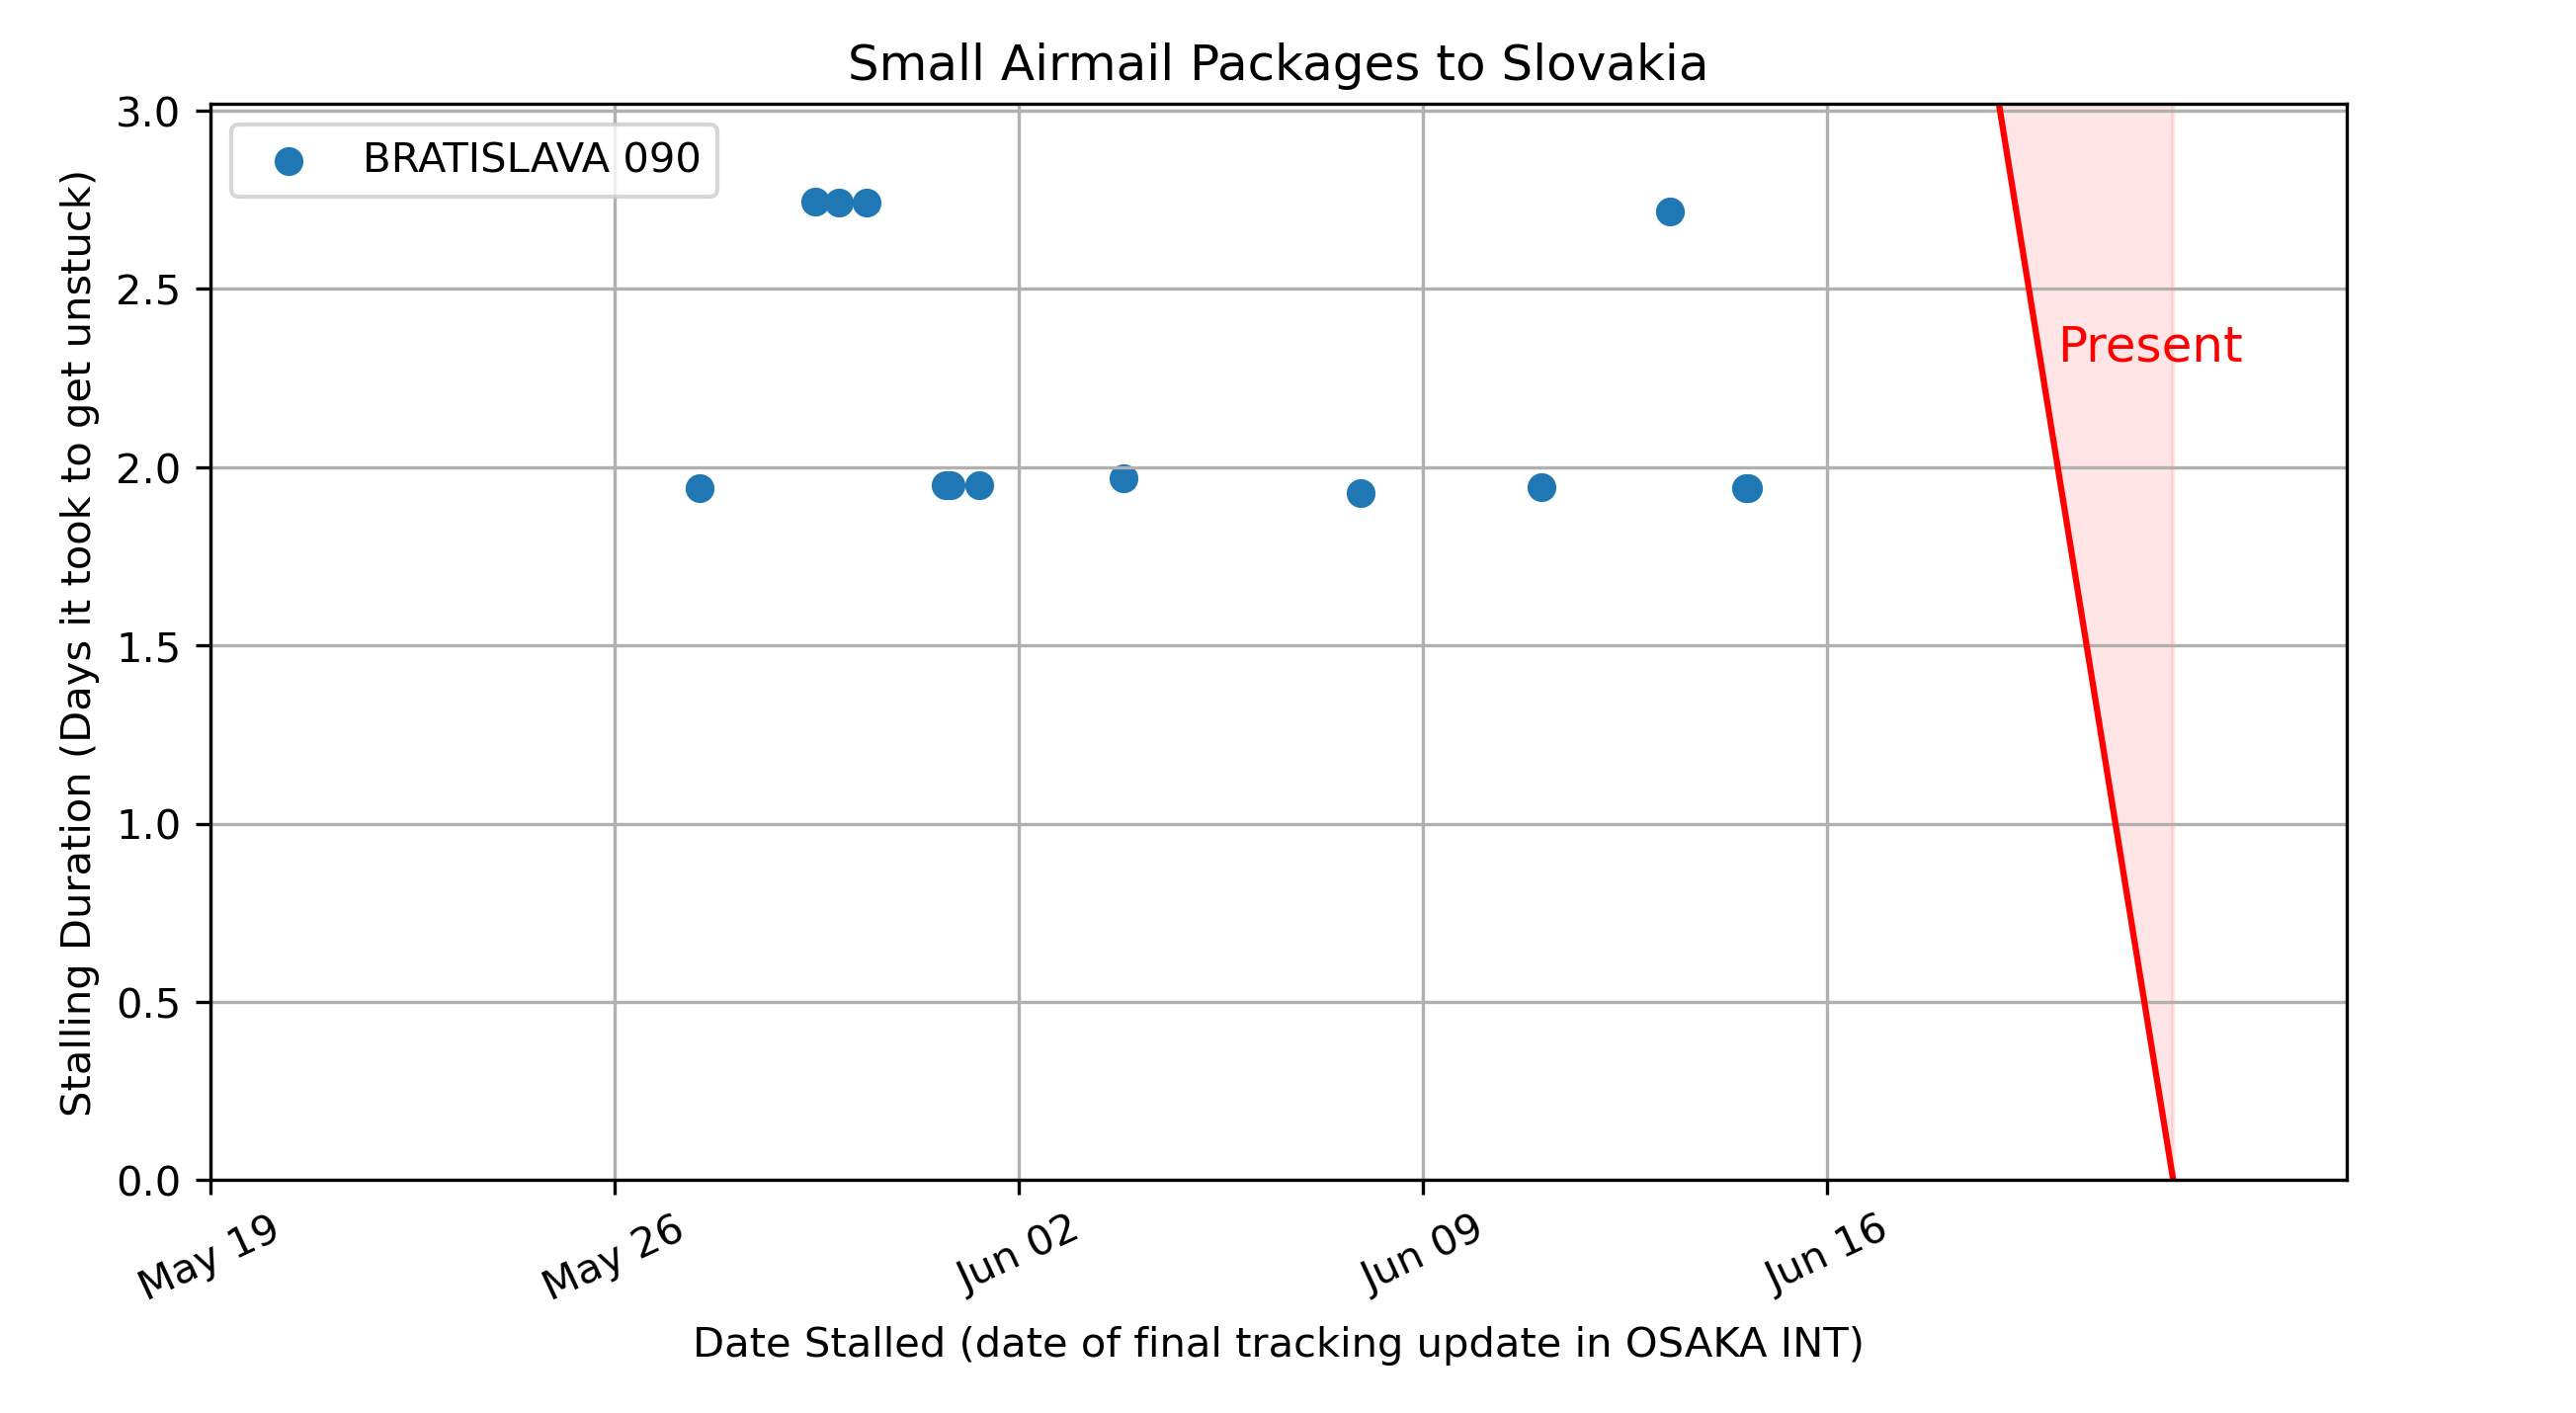 Small Airmail Packages to Slovakia
BRATISLAVA 090
Present
Stalling Duration (Days it took to get unstuck)
3.0
2.5
2.0
1.5
1.0
0.5
0.0
May 19
May 26
Jun 02
Jun 09
Jun 16
Date Stalled (date of final tracking update in OSAKA INT)